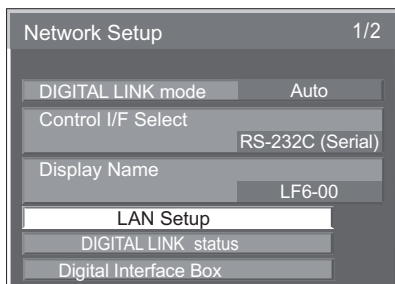 Network Setup 1/2
DIGITAL LINK mode Auto
Control I/F Select
RS-232C (Serial)
Display Name
LF6-00
LAN Setup
DIGITAL LINK status
Digital Interface Box